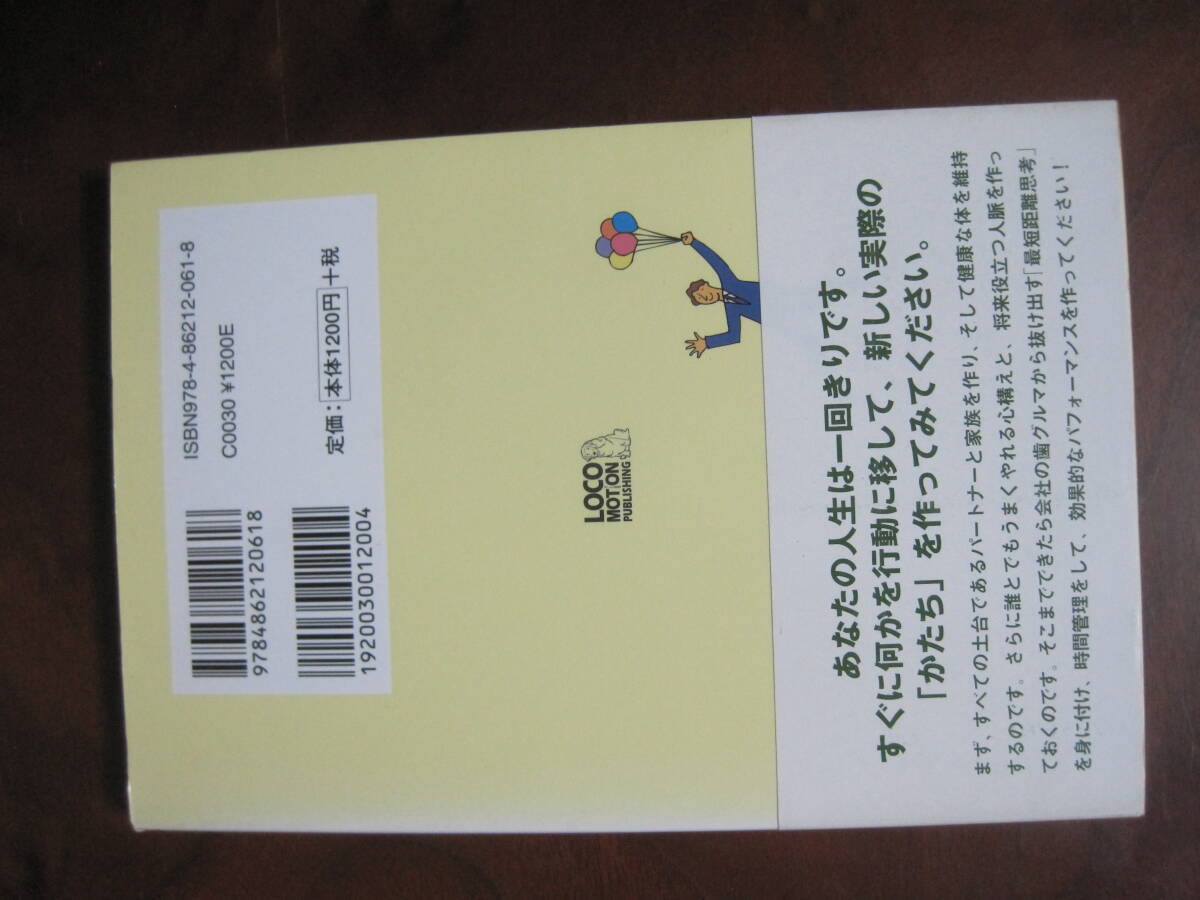 9784862120618
1920030012004
ISBN978-4-86212-061-8
C0030 ¥1200E
定価：本体1200円+税
LOCO
MOTION
PUBLISHING
あなたの人生は一回きりです。
すぐに何かを行動に移して、新しい実際の
「かたち」を作ってみてください。
まず、すべての土台であるパートナーと家族を作り、そして健康な体を維持
するのです。さらに誰とでもうまくやれる心構えと、将来役立つ人脈を作っ
ておくのです。そこまでできたら会社の歯グルマから抜け出す「最短距離思考」
を身に付け、時間管理をして、効果的なパフォーマンスを作ってください！